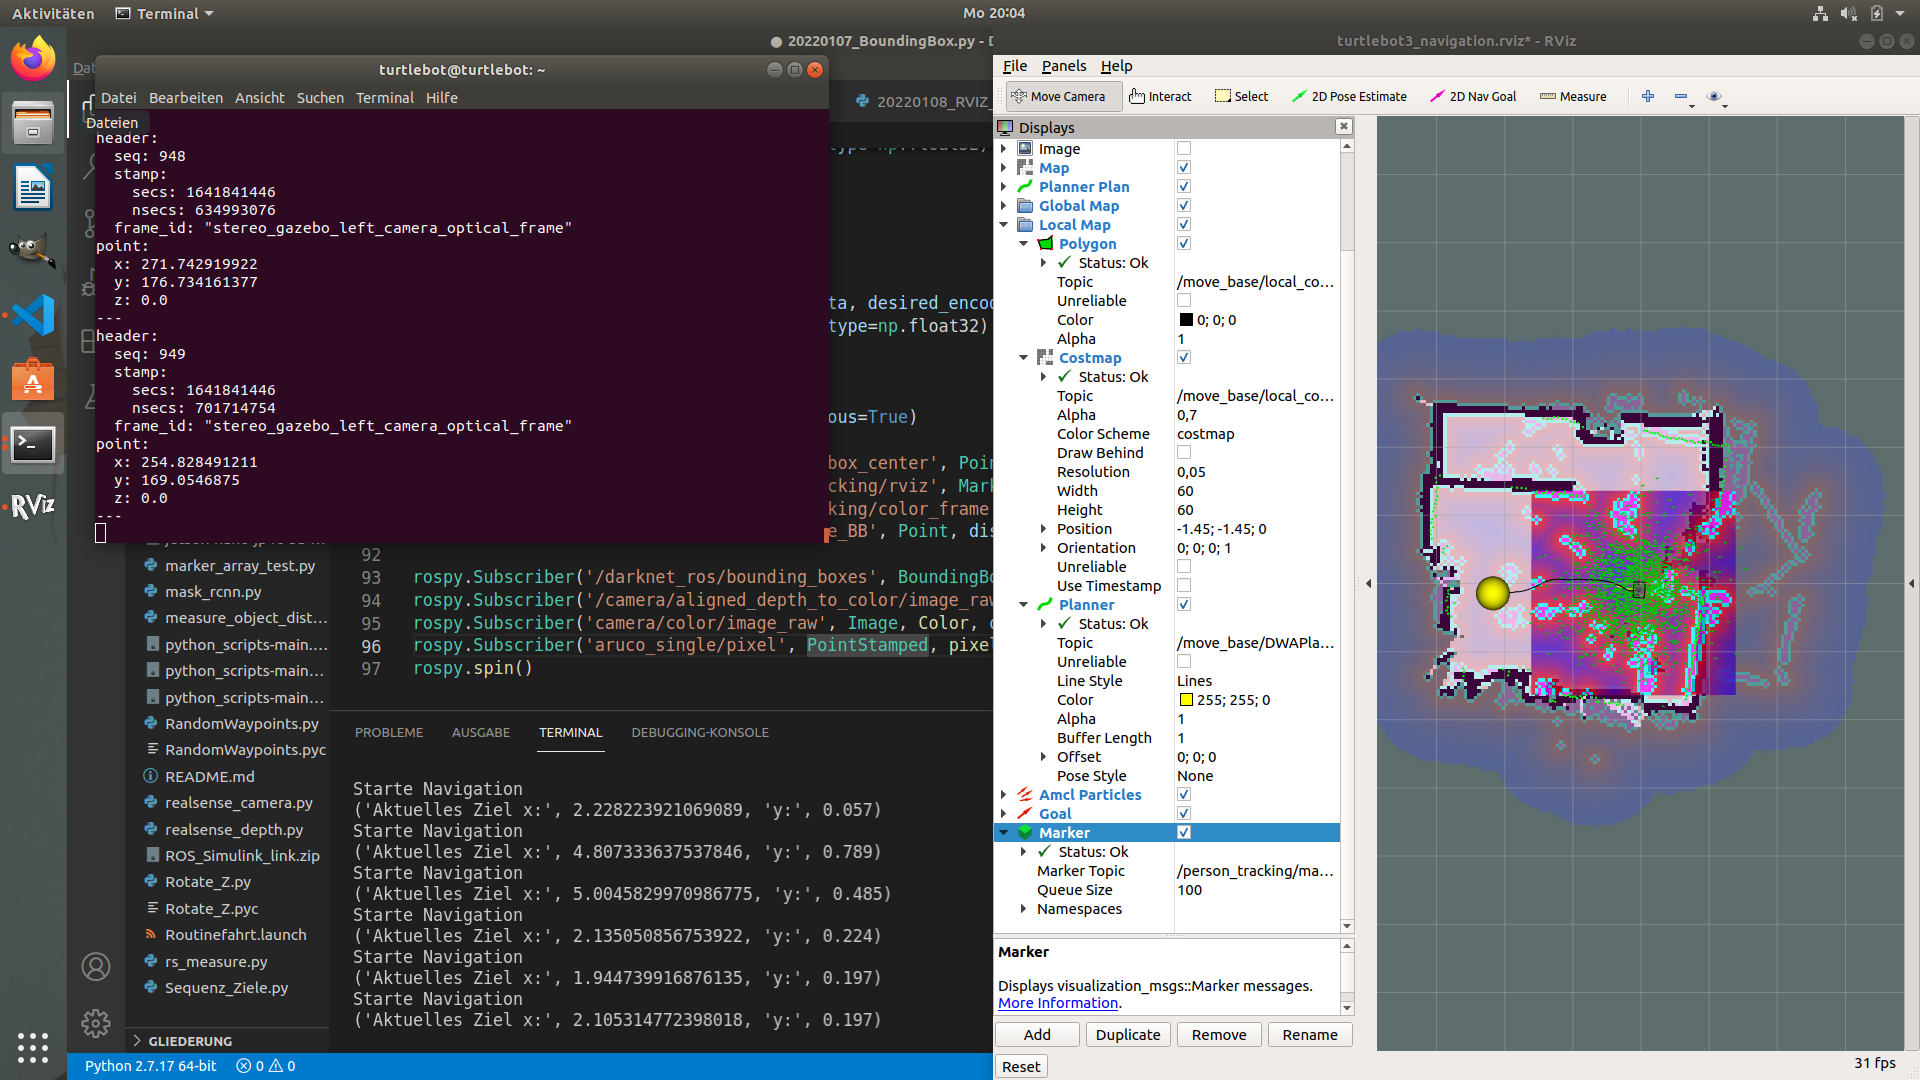 Aktivitäten
Terminal
Mo 20:04
20220107_BoundingBox.py - D
turtlebot3_navigation.rviz* - RViz
Dat
turtlebot@turtlebot: ~
Datei Bearbeiten Ansicht Suchen Terminal Hilfe
Dateien
header:
seq: 948
stamp:
secs: 1641841446
nsecs: 634993076
frame_id: "stereo_gazebo_left_camera_optical_frame"
point:
x: 271.742919922
y: 176.734161377
z: 0.0
---
header:
seq: 949
stamp:
secs: 1641841446
nsecs: 701714754
frame_id: "stereo_gazebo_left_camera_optical_frame"
point:
x: 254.828491211
y: 169.0546875
z: 0.0
---
20220108_RVIZ_
ta, desired_enco
type=np.float32)
ous=True)
box_center', Poin
cking/rviz', Mark
king/color_frame
e_BB', Point, dis
92
93 rospy.Subscriber('/darknet_ros/bounding_boxes', BoundingBo
94 rospy.Subscriber('/camera/aligned_depth_to_color/image_raw
95 rospy.Subscriber('camera/color/image_raw', Image, Color, c
96 rospy.Subscriber('aruco_single/pixel', PointStamped, pixel
97 rospy.spin()
marker_array_test.py
mask_rcnn.py
measure_object_dist...
python_scripts-main....
python_scripts-main...
python_scripts-main...
RandomWaypoints.py
RandomWaypoints.pyc
README.md
realsense_camera.py
realsense_depth.py
ROS_Simulink_link.zip
Rotate_Z.py
Rotate_Z.pyc
Routinefahrt.launch
rs_measure.py
Sequenz_Ziele.py
GLIEDERUNG
PROBLEME AUSGABE TERMINAL DEBUGGING-KONSOLE
Starte Navigation
('Aktuelles Ziel x:', 2.228223921069089, 'y:', 0.057)
Starte Navigation
('Aktuelles Ziel x:', 4.807333637537846, 'y:', 0.789)
Starte Navigation
('Aktuelles Ziel x:', 5.0045829970986775, 'y:', 0.485)
Starte Navigation
('Aktuelles Ziel x:', 2.135050856753922, 'y:', 0.224)
Starte Navigation
('Aktuelles Ziel x:', 1.944739916876135, 'y:', 0.197)
Starte Navigation
('Aktuelles Ziel x:', 2.105314772398018, 'y:', 0.197)
Python 2.7.17 64-bit 0 0
RViz
File Panels Help
Move Camera Interact Select 2D Pose Estimate 2D Nav Goal Measure
Displays
Image
Map
Planner Plan
Global Map
Local Map
Polygon
Status: Ok
Topic /move_base/local_co...
Unreliable
Color 0; 0; 0
Alpha 1
Costmap
Status: Ok
Topic /move_base/local_co...
Alpha 0,7
Color Scheme costmap
Draw Behind
Resolution 0,05
Width 60
Height 60
Position -1.45; -1.45; 0
Orientation 0; 0; 0; 1
Unreliable
Use Timestamp
Planner
Status: Ok
Topic /move_base/DWAPla...
Unreliable
Line Style Lines
Color 255; 255; 0
Alpha 1
Buffer Length 1
Offset 0; 0; 0
Pose Style None
Amcl Particles
Goal
Marker
Status: Ok
Marker Topic /person_tracking/ma...
Queue Size 100
Namespaces
Marker
Displays visualization_msgs::Marker messages.
More Information.
Add Duplicate Remove Rename
Reset
31 fps